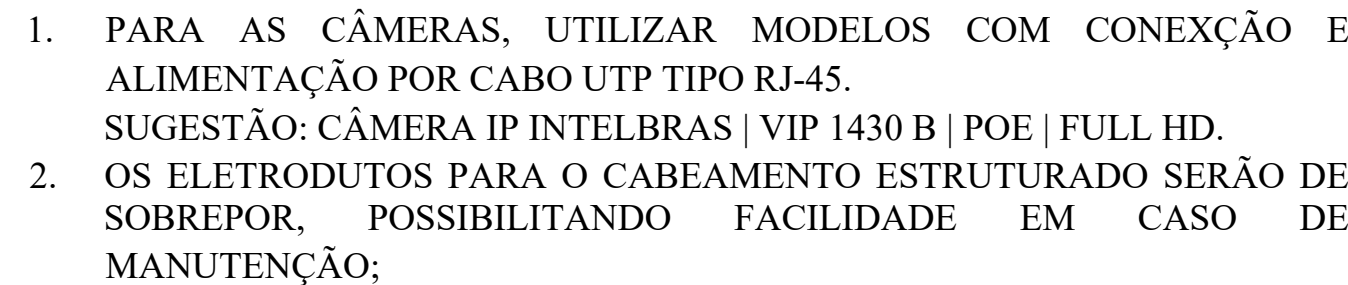 1. PARA AS CÂMERAS, UTILIZAR MODELOS COM CONEXÇÃO E
ALIMENTAÇÃO POR CABO UTP TIPO RJ-45.
SUGESTÃO: CÂMERA IP INTELBRAS | VIP 1430 B | POE | FULL HD.
2. OS ELETRODUTOS PARA O CABEAMENTO ESTRUTURADO SERÃO DE
SOBREPOR, POSSIBILITANDO FACILIDADE EM CASO DE
MANUTENÇÃO;